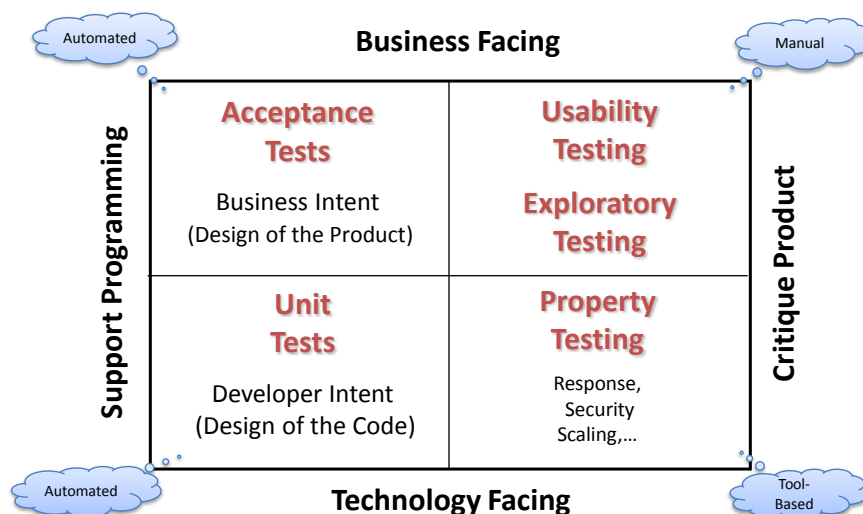 Automated
Business Facing
Manual
Support Programming
Acceptance
Tests
Business Intent
(Design of the Product)
Usability
Testing
Exploratory
Testing
Critique Product
Unit
Tests
Developer Intent
(Design of the Code)
Property
Testing
Response,
Security
Scaling,...
Automated
Technology Facing
Tool-
Based